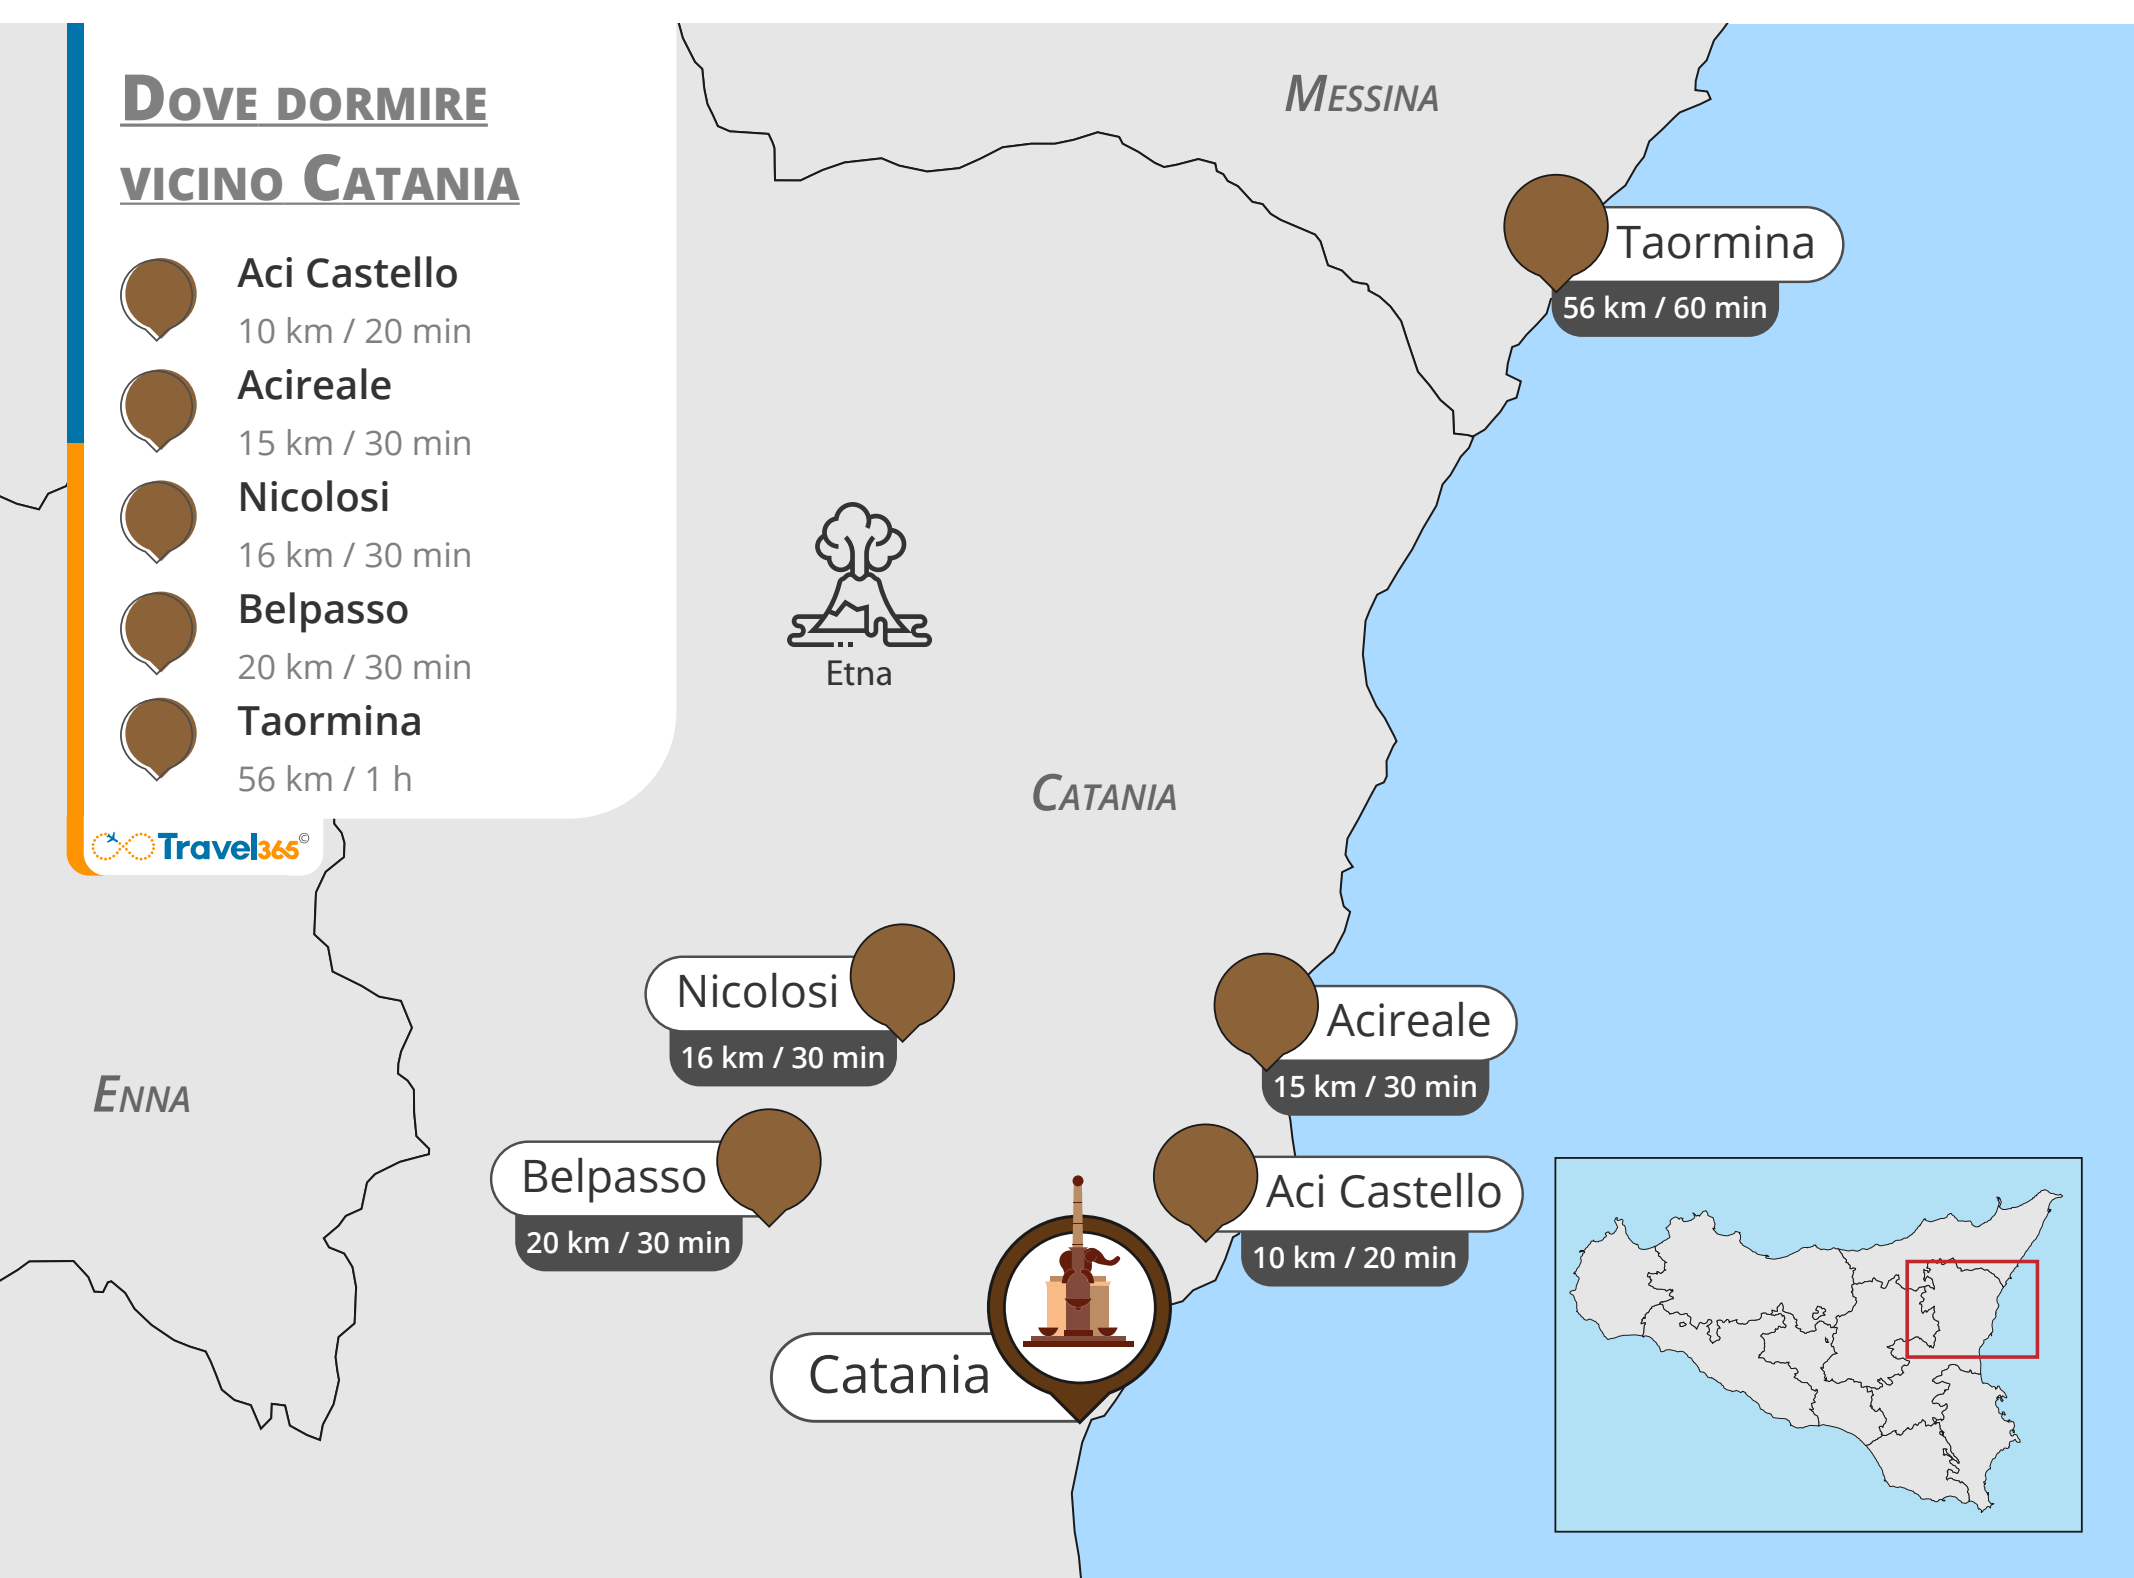 Dove dormire
vicino Catania
Aci Castello
10 km / 20 min
Acireale
15 km / 30 min
Nicolosi
16 km / 30 min
Belpasso
20 km / 30 min
Taormina
56 km / 1 h
Travel365©
Messina
Taormina
56 km / 60 min
Etna
Catania
Nicolosi
16 km / 30 min
Acireale
15 km / 30 min
Enna
Belpasso
20 km / 30 min
Aci Castello
10 km / 20 min
Catania